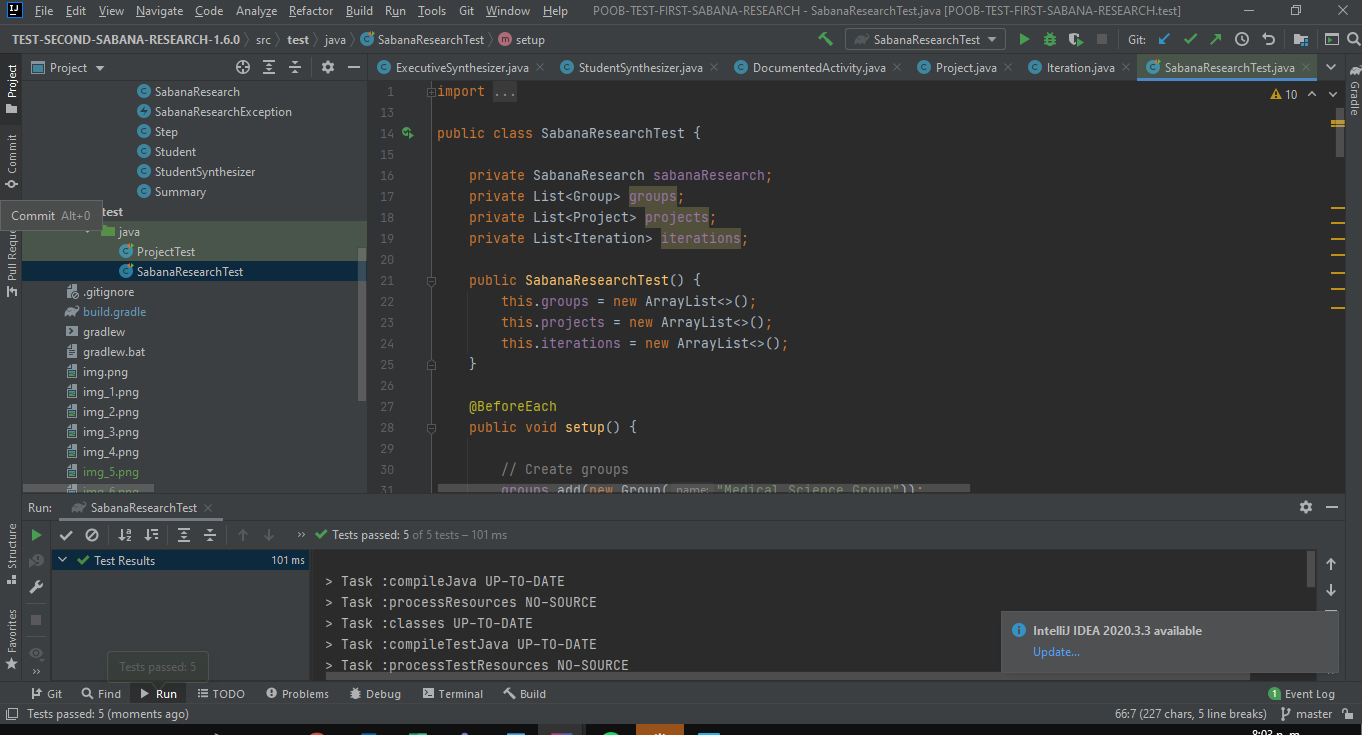 File Edit View Navigate Code Analyze Refactor Build Run Tools Git Window Help POOB-TEST-FIRST-SABANA-RESEARCH - SabanaResearchTest.java [POOB-TEST-FIRST-SABANA-RESEARCH.test]
TEST-SECOND-SABANA-RESEARCH-1.6.0 src test java SabanaResearchTest setup SabanaResearchTest Git:
Project
ExecutiveSynthesizer.java StudentSynthesizer.java DocumentedActivity.java Project.java Iteration.java SabanaResearchTest.java
Project
Commit
Pull Reque
Structure
Favorites
Gradle
SabanaResearch
SabanaResearchException
Step
Student
StudentSynthesizer
Summary
Commit Alt+0
test
java
ProjectTest
SabanaResearchTest
.gitignore
build.gradle
gradlew
gradlew.bat
img.png
img_1.png
img_2.png
img_3.png
img_4.png
img_5.png
img_6.png
10
1 import ...
13
14 public class SabanaResearchTest {
15
16 private SabanaResearch sabanaResearch;
17 private List<Group> groups;
18 private List<Project> projects;
19 private List<Iteration> iterations;
20
21 public SabanaResearchTest() {
22 this.groups = new ArrayList<>();
23 this.projects = new ArrayList<>();
24 this.iterations = new ArrayList<>();
25 }
26
27 @BeforeEach
28 public void setup() {
29
30 // Create groups
31 groups.add(new Group( name: "Medical Science Group"));
Run: SabanaResearchTest
Tests passed: 5 of 5 tests – 101 ms
Test Results 101 ms
> Task :compileJava UP-TO-DATE
> Task :processResources NO-SOURCE
> Task :classes UP-TO-DATE
> Task :compileTestJava UP-TO-DATE
> Task :processTestResources NO-SOURCE
IntelliJ IDEA 2020.3.3 available
Update...
Tests passed: 5
Git Find Run TODO Problems Debug Terminal Build 1 Event Log
Tests passed: 5 (moments ago) 66:7 (227 chars, 5 line breaks) master